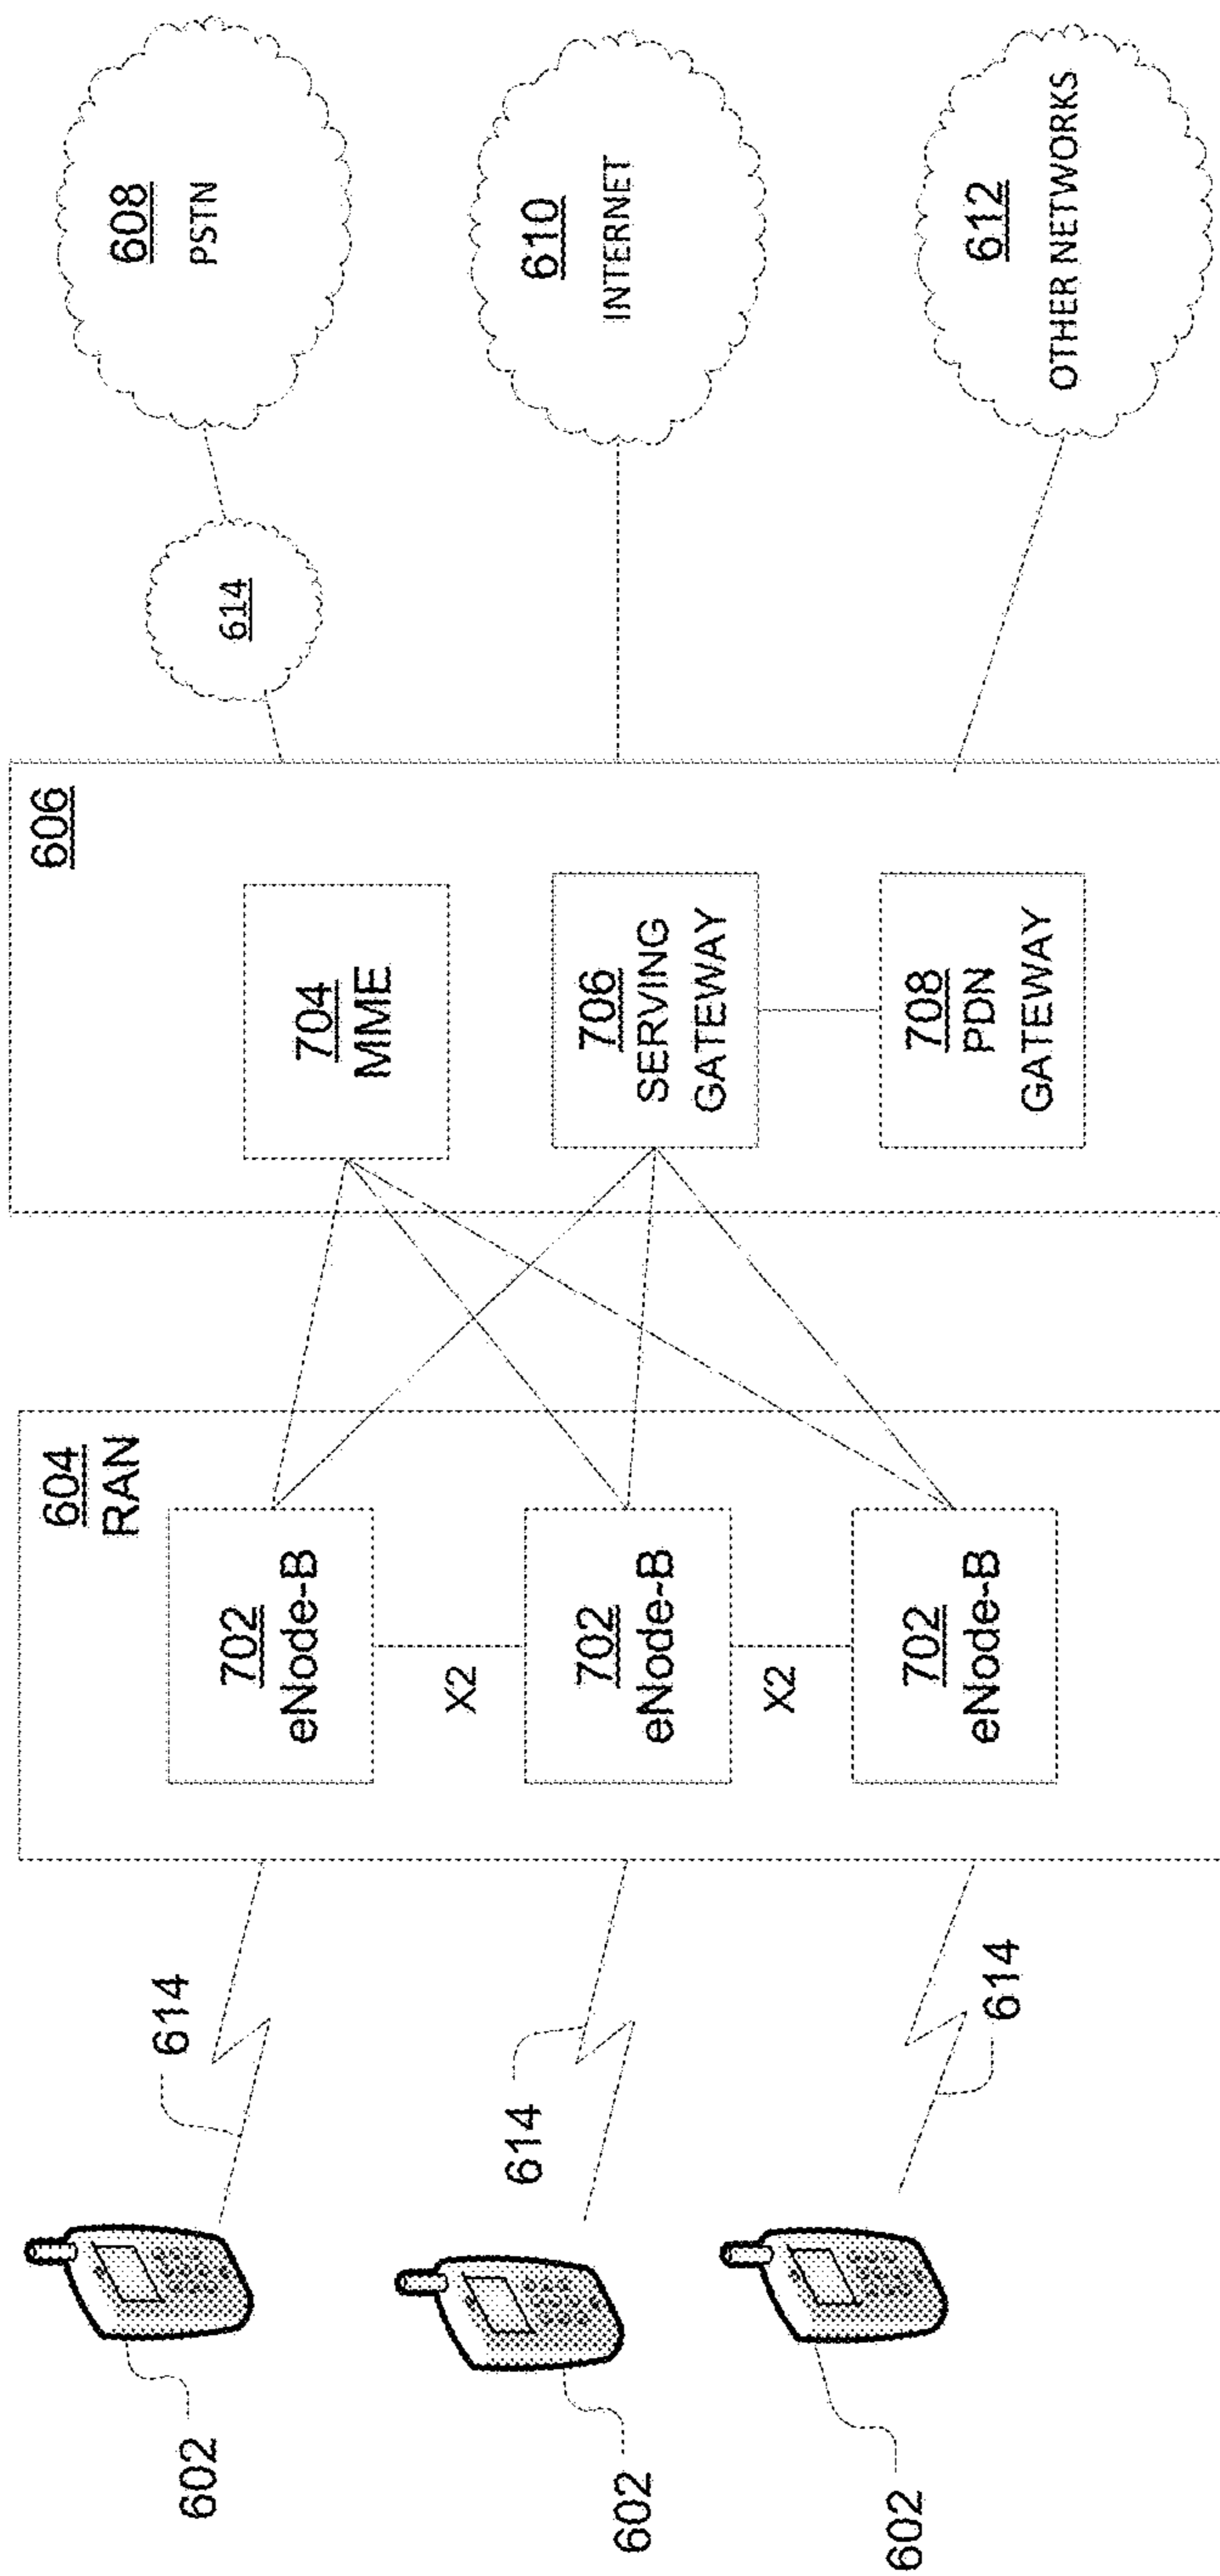 602
602
602
614
614
614
604
RAN
702
eNode-B
X2
702
eNode-B
X2
702
eNode-B
606
704
MME
706
SERVING
GATEWAY
708
PDN
GATEWAY
614
608
PSTN
610
INTERNET
612
OTHER NETWORKS